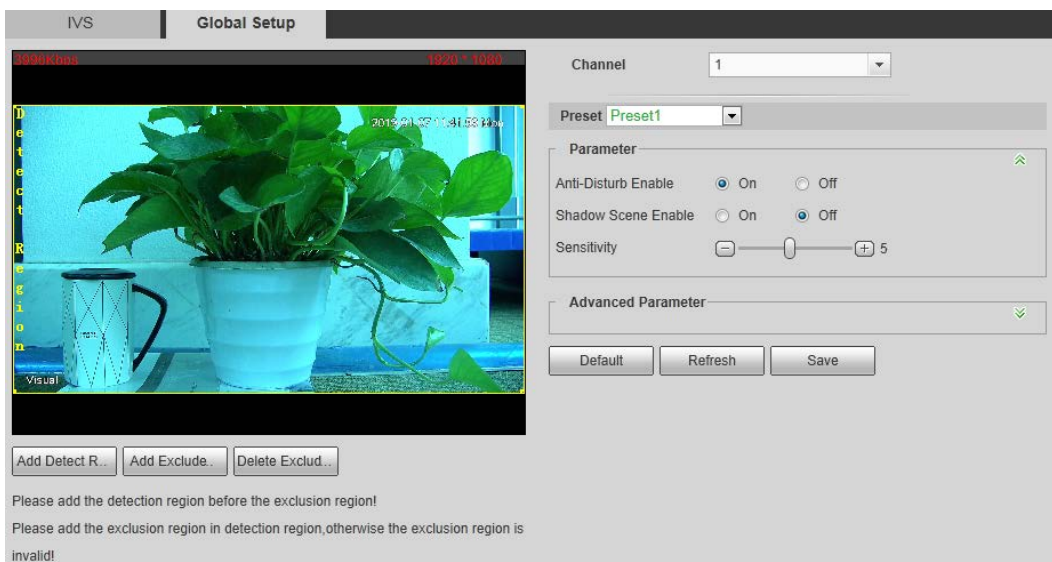 IVS
Global Setup
3996Kbps
1920 * 1080
Detect Region
Visual
Add Detect R..
Add Exclude..
Delete Exclud...
Please add the detection region before the exclusion region!
Please add the exclusion region in detection region,otherwise the exclusion region is
invalid!
Channel
1
Preset Preset1
Parameter
Anti-Disturb Enable On Off
Shadow Scene Enable On Off
Sensitivity 5
Advanced Parameter
Default
Refresh
Save